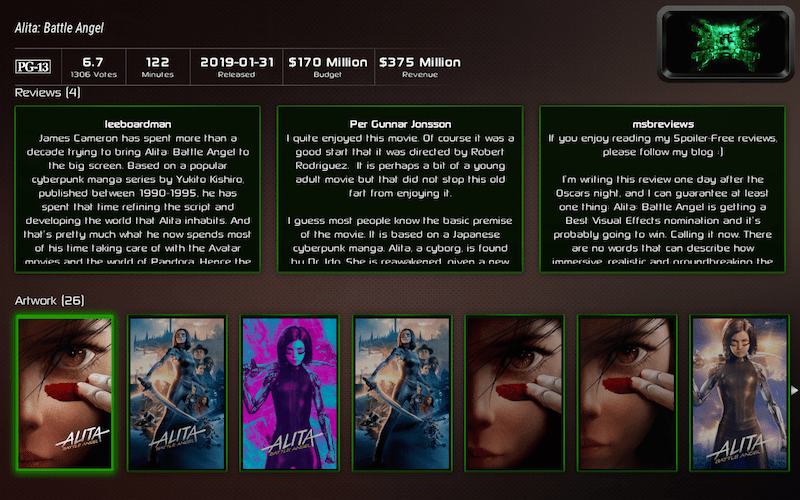 Alita: Battle Angel
PG-13
6.7
1306 Votes
122
Minutes
2019-01-31
Released
$170 Million
Budget
$375 Million
Revenue
Reviews (4)
leeboardman
James Cameron has spent more than a
decade trying to bring Alita: Battle Angel to
the big screen. Based on a popular
cyberpunk manga series by Yukito Kishiro,
published between 1990-1995, he has
spent that time refining the script and
developing the world that Alita inhabits. And
that's pretty much what he now spends most
of his time taking care of with the Avatar
movies and the world of Pandora. Hence the
Per Gunnar Jonsson
I quite enjoyed this movie. Of course it was a
good start that it was directed by Robert
Rodriguez. It is perhaps a bit of a young
adult movie but that did not stop this old
fart from enjoying it.
I guess most people know the basic premise
of the movie. It is based on a Japanese
cyberpunk manga. Alita, a cyborg, is found
by Dr. Ido. She is reawakened, given a new
msbreviews
If you enjoy reading my Spoiler-Free reviews,
please follow my blog :)
I'm writing this review one day after the
Oscars night, and I can guarantee at least
one thing: Alita: Battle Angel is getting a
Best Visual Effects nomination and it's
probably going to win. Calling it now. There
are no words that can describe how
immersive, realistic and groundbreaking the
Artwork (26)
ALITA
BATTLE ANGEL
ALITA
BATTLE ANGEL
ALITA
BATTLE ANGEL
ALITA
BATTLE ANGEL
ALITA
BATTLE ANGEL